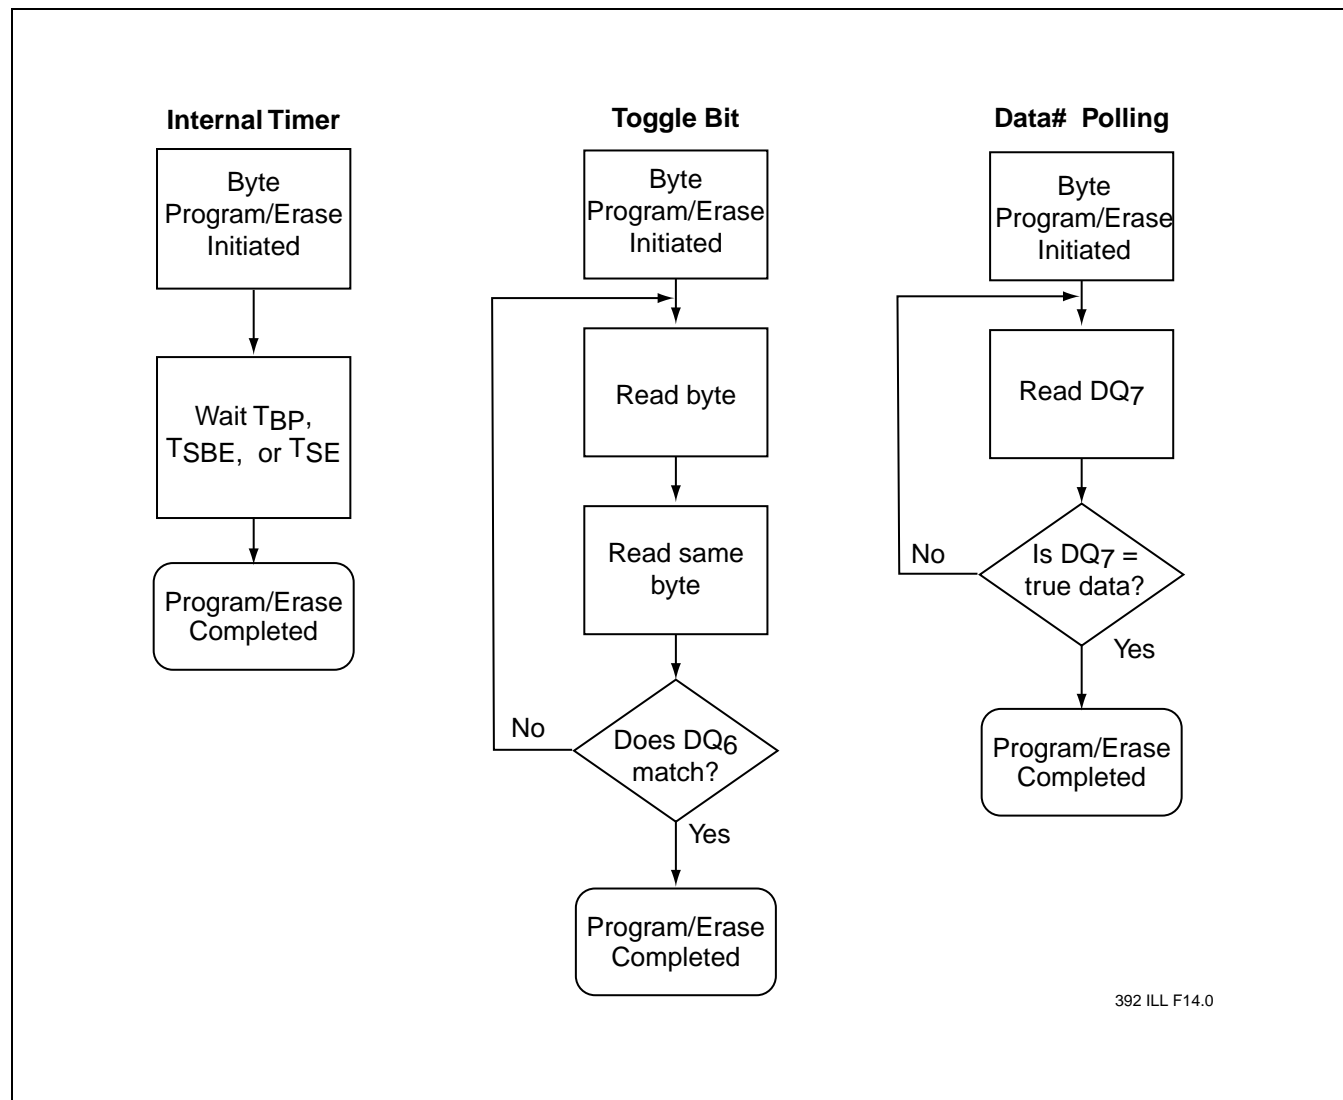 Internal Timer
Byte
Program/Erase
Initiated
Wait TBP,
TSBE, or TSE
Program/Erase
Completed
Toggle Bit
Byte
Program/Erase
Initiated
Read byte
Read same
byte
No
Does DQ6
match?
Yes
Program/Erase
Completed
Data# Polling
Byte
Program/Erase
Initiated
Read DQ7
No
Is DQ7 =
true data?
Yes
Program/Erase
Completed
392 ILL F14.0